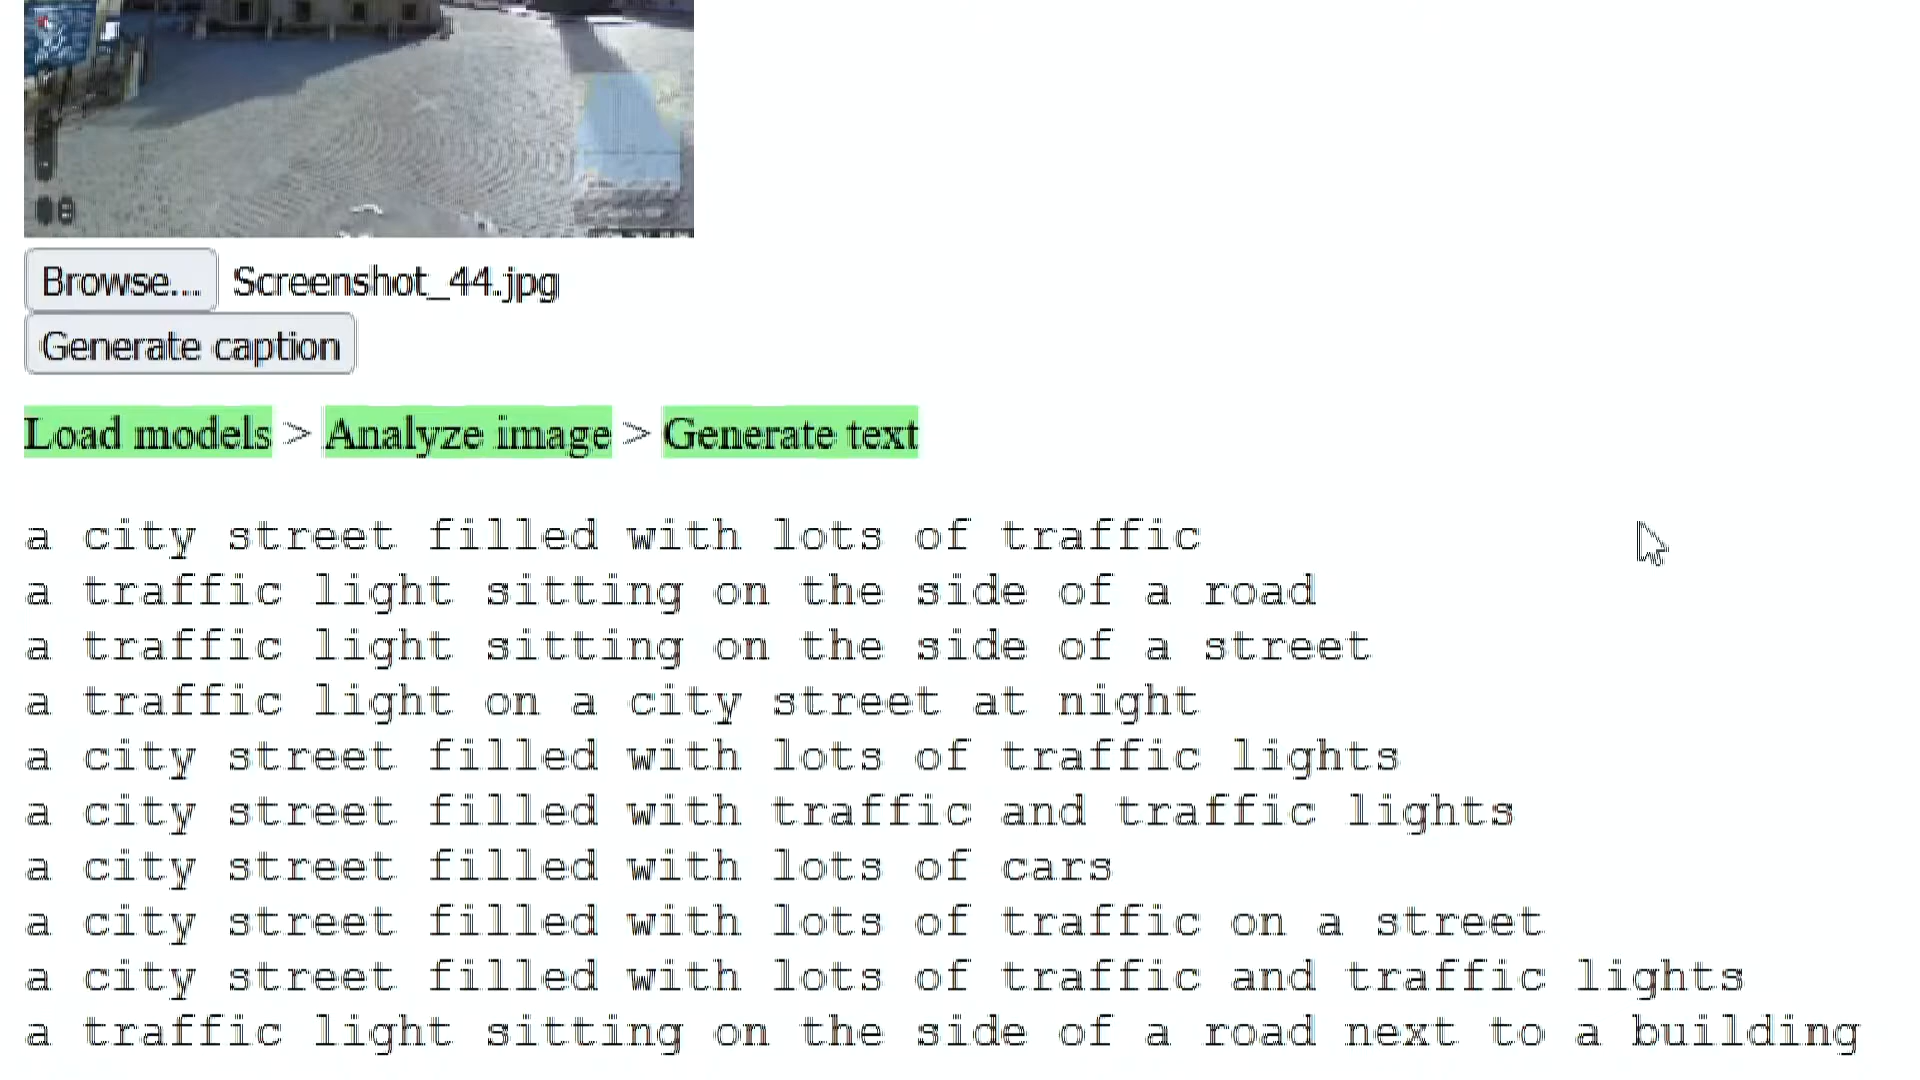 Browse... Screenshot_44.jpg
Generate caption
Load models > Analyze image > Generate text
a city street filled with lots of traffic
a traffic light sitting on the side of a road
a traffic light sitting on the side of a street
a traffic light on a city street at night
a city street filled with lots of traffic lights
a city street filled with traffic and traffic lights
a city street filled with lots of cars
a city street filled with lots of traffic on a street
a city street filled with lots of traffic and traffic lights
a traffic light sitting on the side of a road next to a building